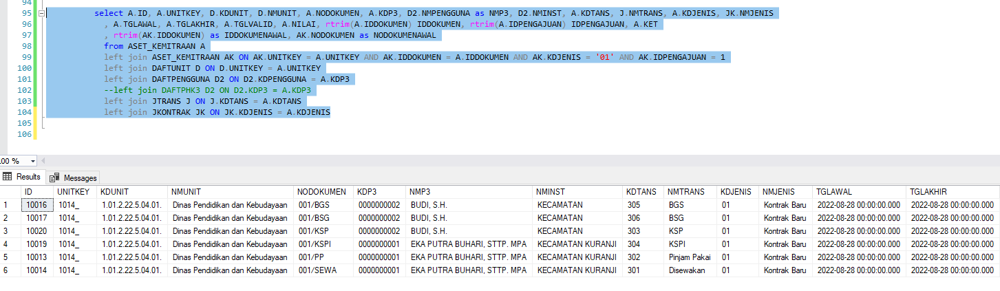 94
95 select A.ID, A.UNITKEY, D.KDUNIT, D.NMUNIT, A.NODOKUMEN, A.KDP3, D2.NMPENGGUNA as NMP3, D2.NMINST, A.KDTANS, J.NMTRANS, A.KDJENIS, JK.NMJENIS
96 , A.TGLAWAL, A.TGLAKHIR, A.TGLVALID, A.NILAI, rtrim(A.IDDOKUMEN) IDDOKUMEN, rtrim(A.IDPENGAJUAN) IDPENGAJUAN, A.KET
97 , rtrim(AK.IDDOKUMEN) as IDDOKUMENAWAL, AK.NODOKUMEN as NODOKUMENAWAL
98 from ASET_KEMITRAAN A
99 left join ASET_KEMITRAAN AK ON AK.UNITKEY = A.UNITKEY AND AK.IDDOKUMEN = A.IDDOKUMEN AND AK.KDJENIS = '01' AND AK.IDPENGAJUAN = 1
100 left join DAFTUNIT D ON D.UNITKEY = A.UNITKEY
101 left join DAFTPENGGUNA D2 ON D2.KDPENGGUNA = A.KDP3
102 --left join DAFTPHK3 D2 ON D2.KDP3 = A.KDP3
103 left join JTRANS J ON J.KDTANS = A.KDTANS
104 left join JKONTRAK JK ON JK.KDJENIS = A.KDJENIS
105
106
.00 %
Results Messages
ID UNITKEY KDUNIT NMUNIT NODOKUMEN KDP3 NMP3 NMINST KDTANS NMTRANS KDJENIS NMJENIS TGLAWAL TGLAKHIR
1 10016 1014_ 1.01.2.22.5.04.01. Dinas Pendidikan dan Kebudayaan 001/BGS 0000000002 BUDI, S.H. KECAMATAN 305 BGS 01 Kontrak Baru 2022-08-28 00:00:00.000 2022-08-28 00:00:00.000
2 10017 1014_ 1.01.2.22.5.04.01. Dinas Pendidikan dan Kebudayaan 001/BSG 0000000002 BUDI, S.H. KECAMATAN 306 BSG 01 Kontrak Baru 2022-08-28 00:00:00.000 2022-08-28 00:00:00.000
3 10020 1014_ 1.01.2.22.5.04.01. Dinas Pendidikan dan Kebudayaan 001/KSP 0000000002 BUDI, S.H. KECAMATAN 303 KSP 01 Kontrak Baru 2022-08-28 00:00:00.000 2022-08-28 00:00:00.000
4 10019 1014_ 1.01.2.22.5.04.01. Dinas Pendidikan dan Kebudayaan 001/KSPI 0000000001 EKA PUTRA BUHARI, STTP. MPA KECAMATAN KURANJI 304 KSPI 01 Kontrak Baru 2022-08-28 00:00:00.000 2022-08-28 00:00:00.000
5 10013 1014_ 1.01.2.22.5.04.01. Dinas Pendidikan dan Kebudayaan 001/PP 0000000001 EKA PUTRA BUHARI, STTP. MPA KECAMATAN KURANJI 302 Pinjam Pakai 01 Kontrak Baru 2022-08-28 00:00:00.000 2022-08-28 00:00:00.000
6 10014 1014_ 1.01.2.22.5.04.01. Dinas Pendidikan dan Kebudayaan 001/SEWA 0000000001 EKA PUTRA BUHARI, STTP. MPA KECAMATAN KURANJI 301 Disewakan 01 Kontrak Baru 2022-08-28 00:00:00.000 2022-08-28 00:00:00.000